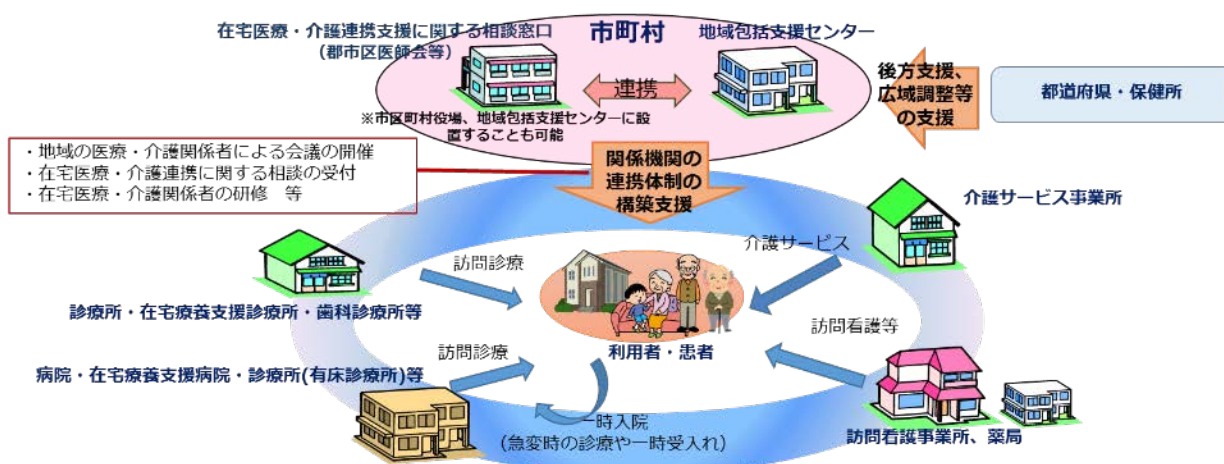 在宅医療・介護連携支援に関する相談窓口
（郡市区医師会等）
市町村
地域包括支援センター
連携
※市区町村役場、地域包括支援センターに設
置することも可能
後方支援、
広域調整等
の支援
都道府県・保健所
・地域の医療・介護関係者による会議の開催
・在宅医療・介護連携に関する相談の受付
・在宅医療・介護関係者の研修　等
関係機関の
連携体制の
構築支援
介護サービス事業所
介護サービス
訪問診療
診療所・在宅療養支援診療所・歯科診療所等
利用者・患者
訪問看護等
訪問診療
病院・在宅療養支援病院・診療所(有床診療所)等
一時入院
（急変時の診療や一時受入れ）
訪問看護事業所、薬局